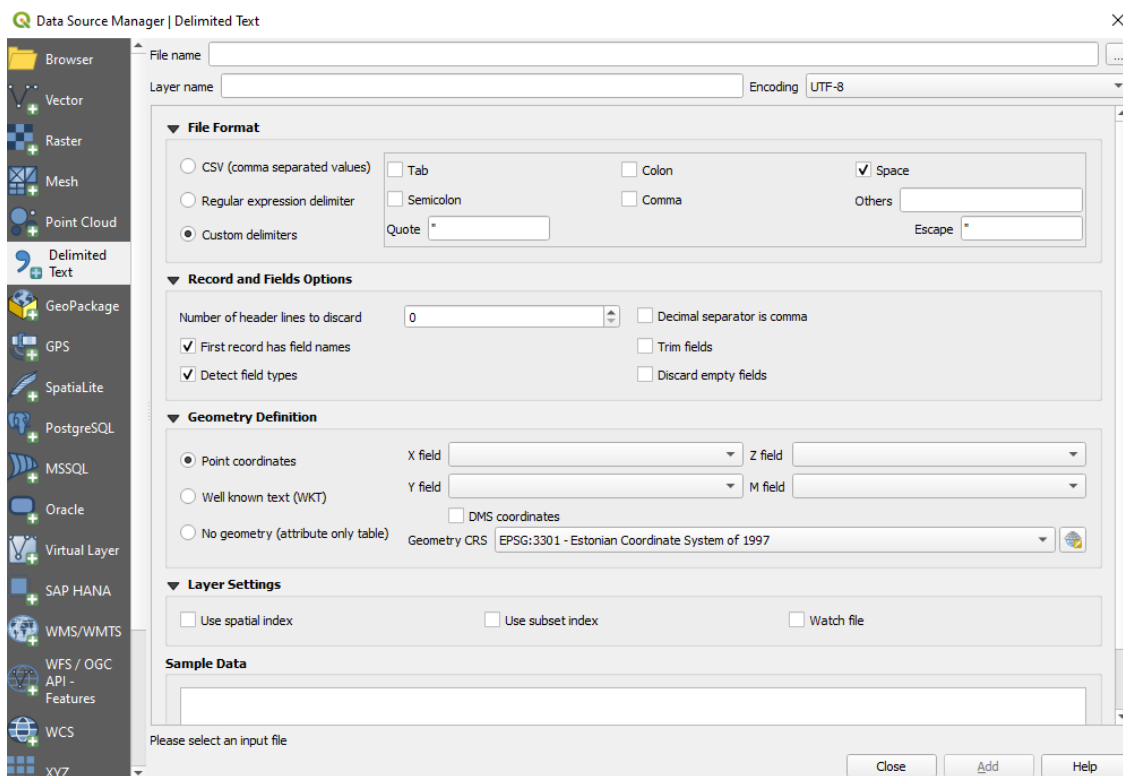 Data Source Manager | Delimited Text
Browser
Vector
Raster
Mesh
Point Cloud
Delimited
Text
GeoPackage
GPS
SpatiaLite
PostgreSQL
MSSQL
Oracle
Virtual Layer
SAP HANA
WMS/WMTS
WFS / OGC
API -
Features
WCS
XYZ
File name ...
Layer name Encoding UTF-8
File Format
CSV (comma separated values) Tab Colon Space
Regular expression delimiter Semicolon Comma Others
Custom delimiters Quote " Escape "
Record and Fields Options
Number of header lines to discard 0 Decimal separator is comma
First record has field names Trim fields
Detect field types Discard empty fields
Geometry Definition
Point coordinates X field Z field
Well known text (WKT) Y field M field
DMS coordinates
No geometry (attribute only table) Geometry CRS EPSG:3301 - Estonian Coordinate System of 1997
Layer Settings
Use spatial index Use subset index Watch file
Sample Data
Please select an input file
Close Add Help